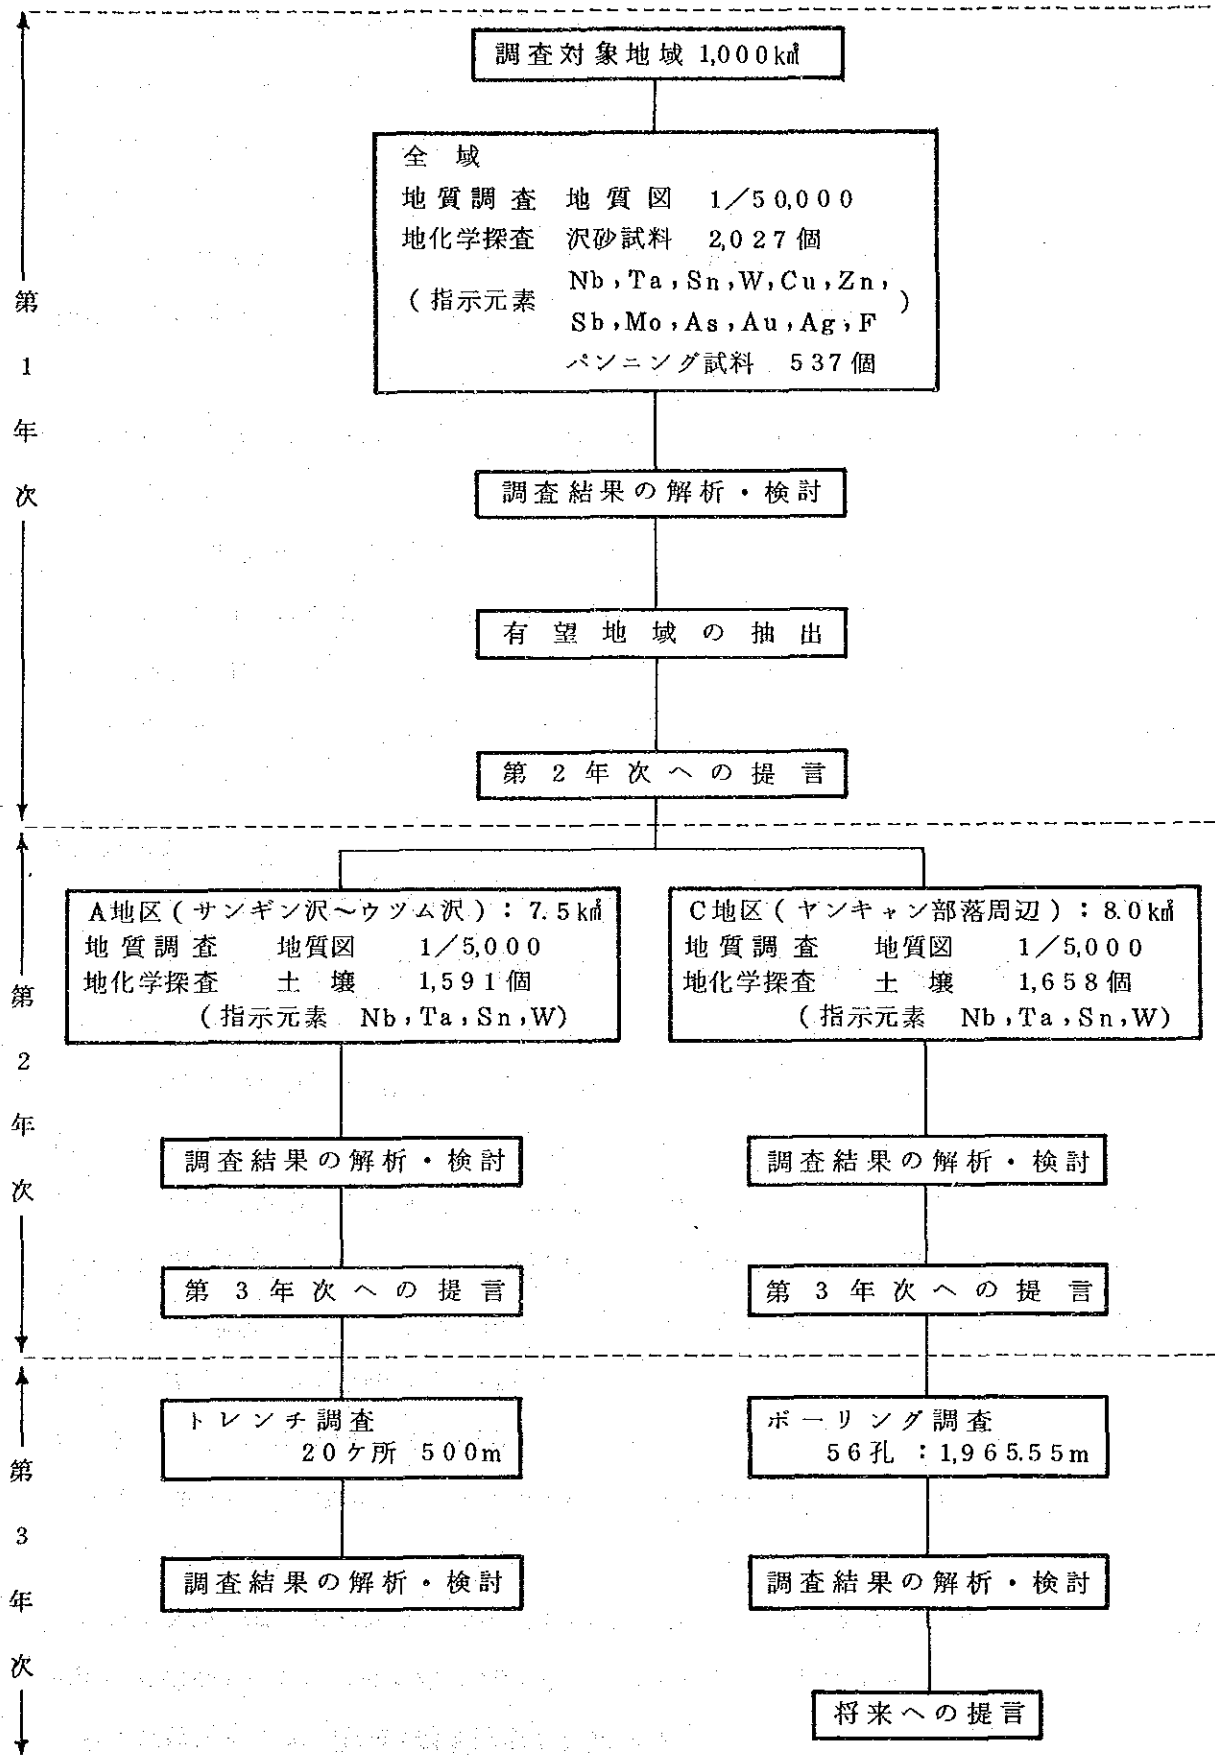 調査対象地域 1,000㎢
全域
地質調査 地質図 1/50,000
地化学探査 沢砂試料 2,027個
(指示元素 Nb,Ta,Sn,W,Cu,Zn,
Sb,Mo,As,Au,Ag,F)
パンニング試料 537個
調査結果の解析・検討
有望地域の抽出
第2年次への提言
第1年次
A地区(サンギン沢~ウツム沢):7.5㎢
地質調査 地質図 1/5,000
地化学探査 土壌 1,591個
(指示元素 Nb,Ta,Sn,W)
調査結果の解析・検討
第3年次への提言
C地区(ヤンキャン部落周辺):8.0㎢
地質調査 地質図 1/5,000
地化学探査 土壌 1,658個
(指示元素 Nb,Ta,Sn,W)
調査結果の解析・検討
第3年次への提言
第2年次
トレンチ調査
20ケ所 500m
調査結果の解析・検討
ボーリング調査
56孔:1,965.55m
調査結果の解析・検討
将来への提言
第3年次